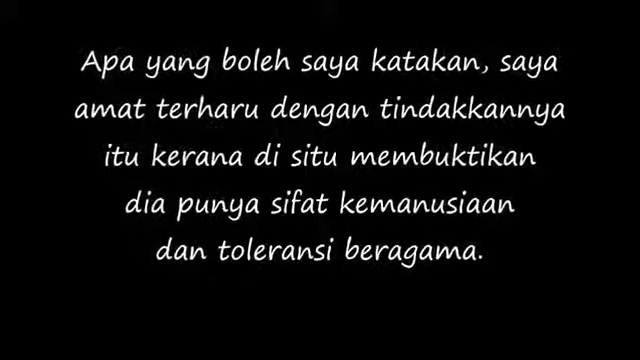 Apa yang boleh saya katakan, saya
amat terharu dengan tindakkannya
itu kerana di situ membuktikan
dia punya sifat kemanusiaan
dan toleransi beragama.